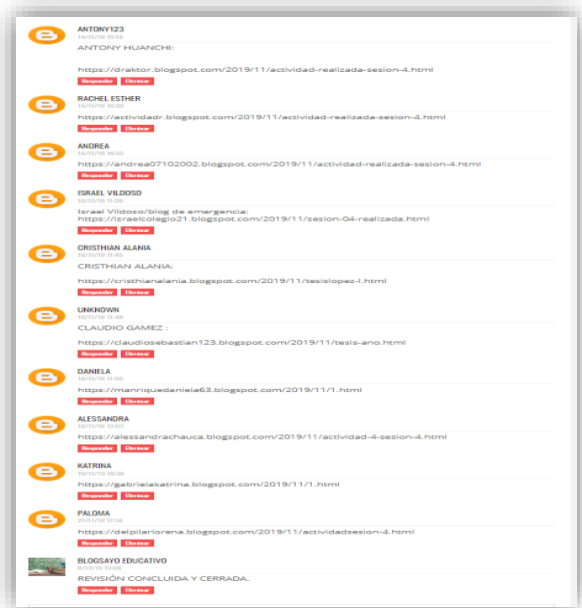 ANTONY123
ANTONY HUANCHI:
https://draktor.blogspot.com/2019/11/actividad-realizada-sesion-4.html
Responder Eliminar
RACHEL ESTHER
https://actividadr.blogspot.com/2019/11/actividad-realizada-sesion-4.html
Responder Eliminar
ANDREA
https://andrea07102002.blogspot.com/2019/11/actividad-realizada-sesion-4.html
Responder Eliminar
ISRAEL VILDOSO
Israel Vildoso/blog de emergencia:
https://israelcolegio21.blogspot.com/2019/11/sesion-04-realizada.html
Responder Eliminar
CRISTHIAN ALANIA
CRISTHIAN ALANIA:
https://cristhianalania.blogspot.com/2019/11/tesislopez-l.html
Responder Eliminar
UNKNOWN
CLAUDIO GAMEZ :
https://claudiosebastian123.blogspot.com/2019/11/tesis-ano.html
Responder Eliminar
DANIELA
https://manriquedaniela63.blogspot.com/2019/11/1.html
Responder Eliminar
ALESSANDRA
https://alessandrachauca.blogspot.com/2019/11/actividad-4-sesion-4.html
Responder Eliminar
KATRINA
https://gabrielakatrina.blogspot.com/2019/11/1.html
Responder Eliminar
PALOMA
https://delpilarlorena.blogspot.com/2019/11/actividadsesion-4.html
Responder Eliminar
BLOGSAYO EDUCATIVO
REVISIÓN CONCLUIDA Y CERRADA.
Responder Eliminar